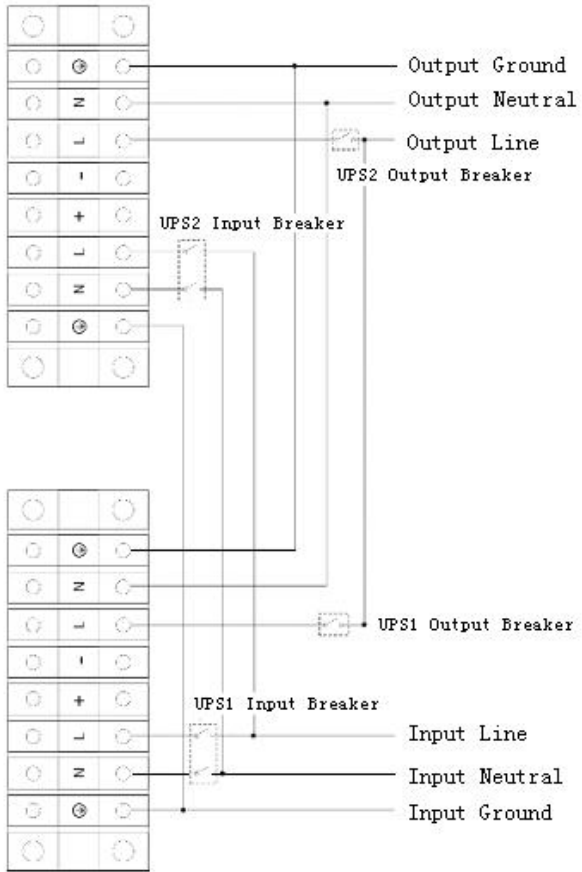 Output Ground
N
Output Neutral
L
Output Line
UPS2 Output Breaker
-
+
UPS2 Input Breaker
L
N
N
L
UPS1 Output Breaker
-
+
UPS1 Input Breaker
L
Input Line
N
Input Neutral
Input Ground